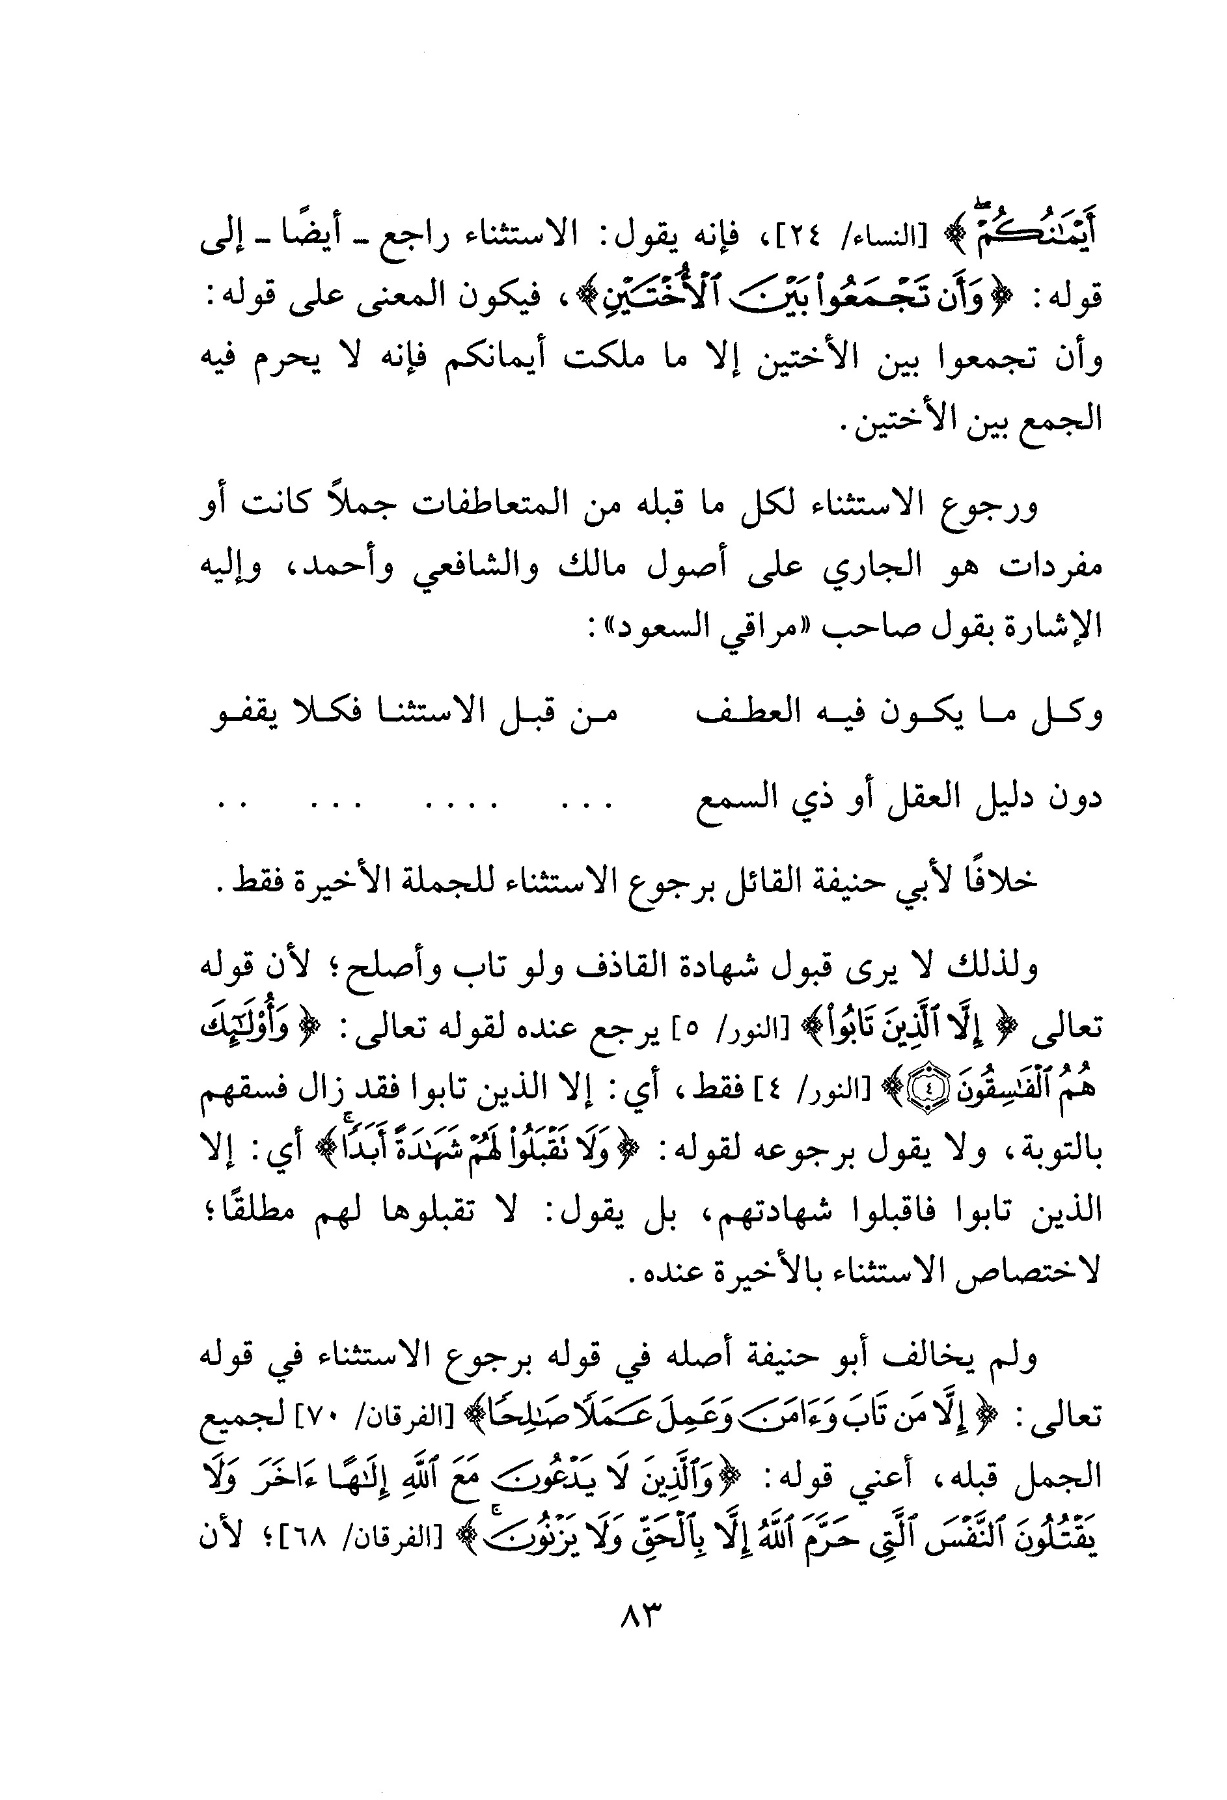 أَيْمَٰنُكُمْۖ﴾ [النساء/ ٢٤]، فإنه يقول: الاستثناء راجع ـ أيضًا ـ إلى
قوله: ﴿وَأَن تَجْمَعُوا۟ بَيْنَ ٱلْأُخْتَيْنِ﴾، فيكون المعنى على قوله:
وأن تجمعوا بين الأختين إلا ما ملكت أيمانكم فإنه لا يحرم فيه
الجمع بين الأختين.
ورجوع الاستثناء لكل ما قبله من المتعاطفات جملاً كانت أو
مفردات هو الجاري على أصول مالك والشافعي وأحمد، وإليه
الإشارة بقول صاحب «مراقي السعود»:
وكل ما يكون فيه العطف من قبل الاستثنا فكلا يقفو
دون دليل العقل أو ذي السمع ... .... ... ..
خلافًا لأبي حنيفة القائل برجوع الاستثناء للجملة الأخيرة فقط.
ولذلك لا يرى قبول شهادة القاذف ولو تاب وأصلح؛ لأن قوله
تعالى ﴿إِلَّا ٱلَّذِينَ تَابُوا۟﴾ [النور/ ٥] يرجع عنده لقوله تعالى: ﴿وَأُو۟لَٰٓئِكَ
هُمُ ٱلْفَٰسِقُونَ ٤﴾ [النور/ ٤] فقط، أي: إلا الذين تابوا فقد زال فسقهم
بالتوبة، ولا يقول برجوعه لقوله: ﴿وَلَا تَقْبَلُوا۟ لَهُمْ شَهَٰدَةً أَبَدًاۚ﴾ أي: إلا
الذين تابوا فاقبلوا شهادتهم، بل يقول: لا تقبلوها لهم مطلقًا؛
لاختصاص الاستثناء بالأخيرة عنده.
ولم يخالف أبو حنيفة أصله في قوله برجوع الاستثناء في قوله
تعالى: ﴿إِلَّا مَن تَابَ وَءَامَنَ وَعَمِلَ عَمَلًا صَٰلِحًا﴾ [الفرقان/ ٧٠] لجميع
الجمل قبله، أعني قوله: ﴿وَٱلَّذِينَ لَا يَدْعُونَ مَعَ ٱللَّهِ إِلَٰهًا ءَاخَرَ وَلَا
يَقْتُلُونَ ٱلنَّفْسَ ٱلَّتِى حَرَّمَ ٱللَّهُ إِلَّا بِٱلْحَقِّ وَلَا يَزْنُونَۚ﴾ [الفرقان/ ٦٨]؛ لأن
٨٣